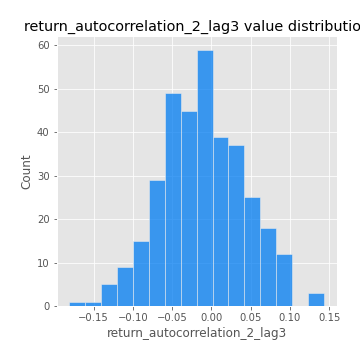 return_autocorrelation_2_lag3 value distributio
60
50
40
30
20
10
0
Count
−0.15 −0.10 −0.05 0.00 0.05 0.10 0.15
return_autocorrelation_2_lag3